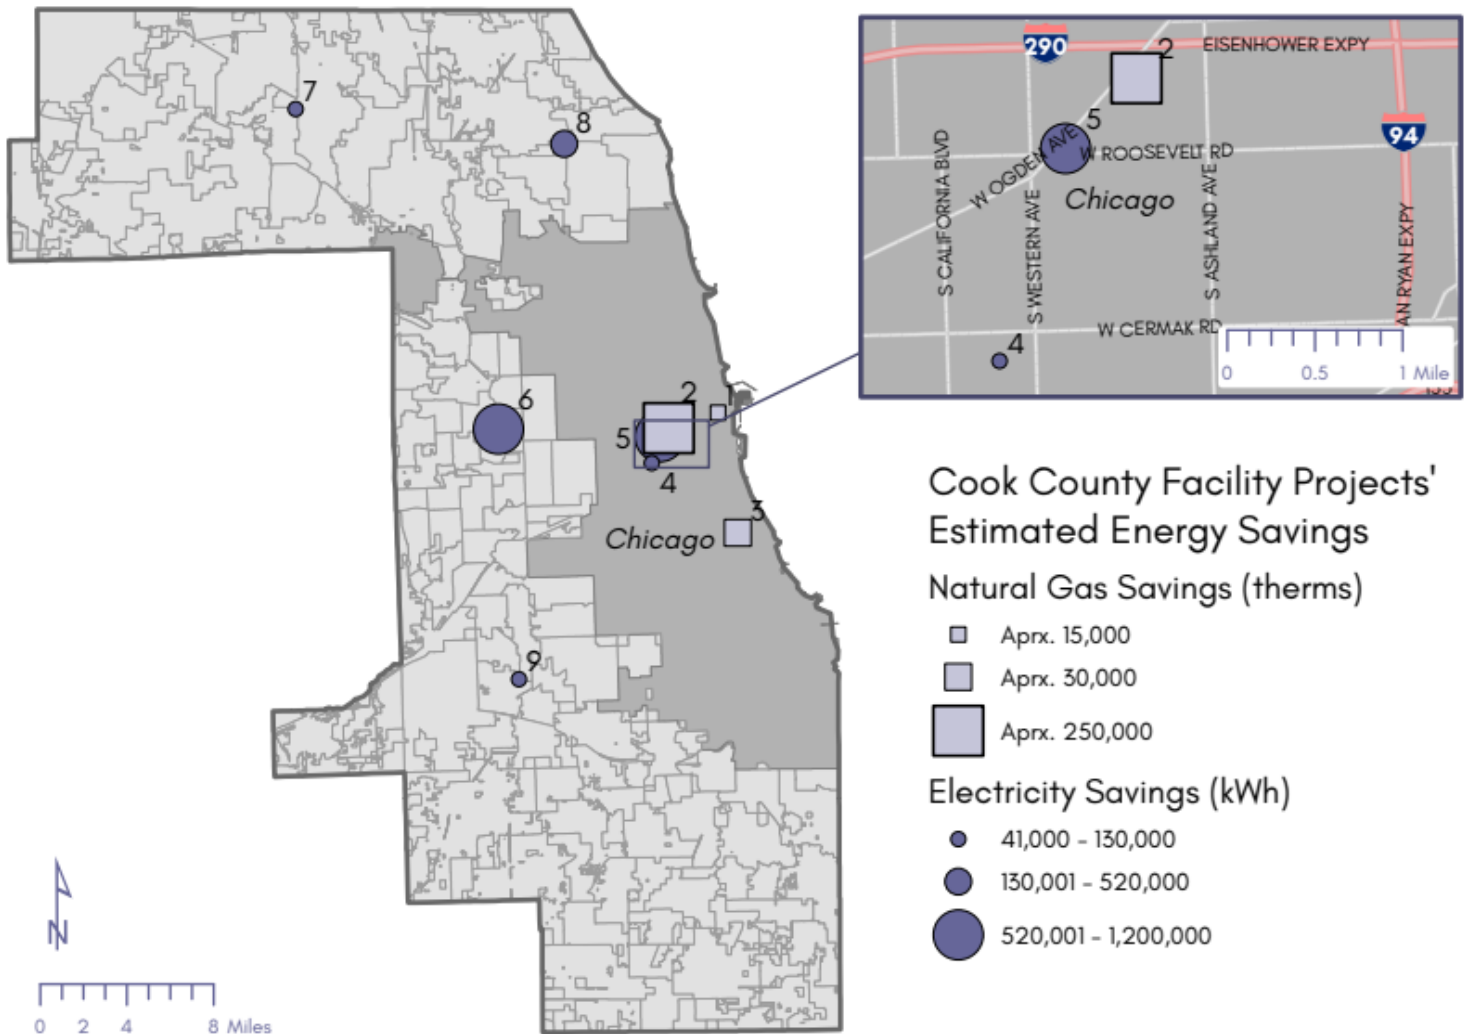 7
8
6
2
1
5
4
3
Chicago
9
N
0 2 4 8 Miles
290
2
EISENHOWER EXPY
5
94
W OGDEN AVE
W ROOSEVELT RD
Chicago
S CALIFORNIA BLVD
S WESTERN AVE
S ASHLAND AVE
AN RYAN EXPY
W CERMAK RD
4
0 0.5 1 Mile
Cook County Facility Projects'
Estimated Energy Savings
Natural Gas Savings (therms)
Aprx. 15,000
Aprx. 30,000
Aprx. 250,000
Electricity Savings (kWh)
41,000 - 130,000
130,001 - 520,000
520,001 - 1,200,000